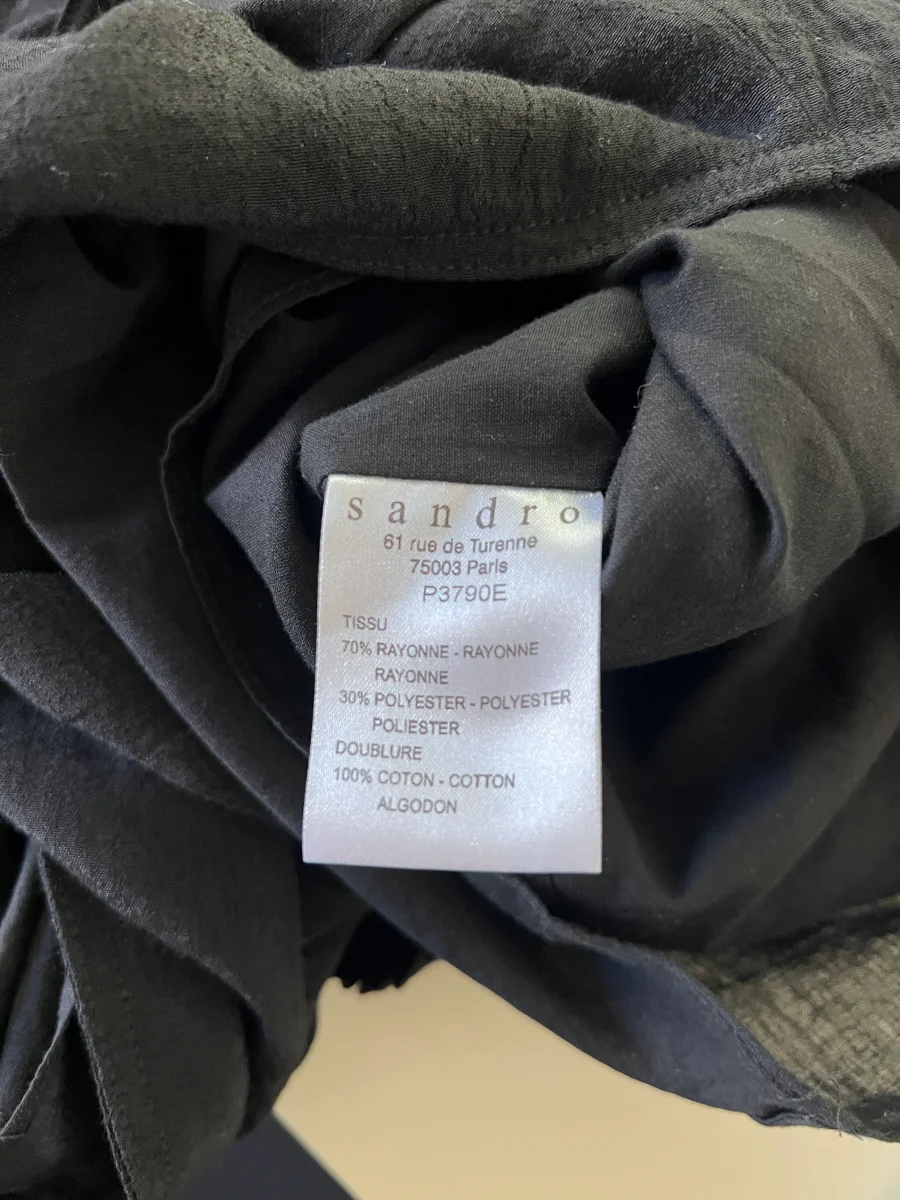 sandro
61 rue de Turenne
75003 Paris
P3790E
TISSU
70% RAYONNE - RAYONNE
RAYONNE
30% POLYESTER - POLYESTER
POLIESTER
DOUBLURE
100% COTON - COTTON
ALGODON